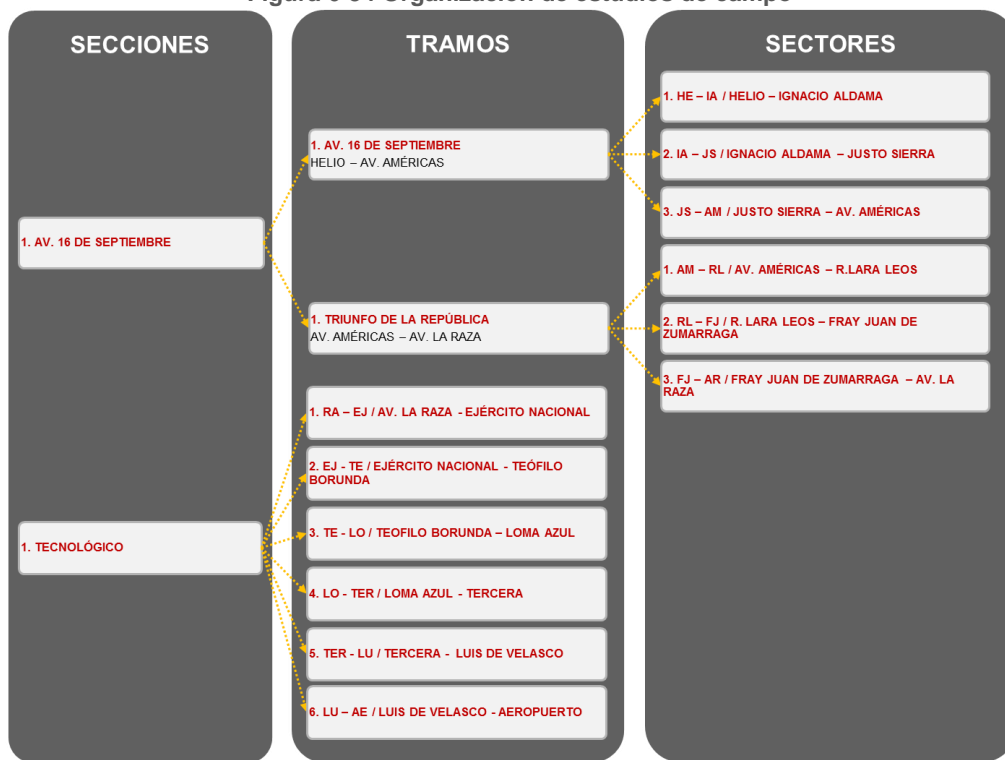 SECCIONES
1. AV. 16 DE SEPTIEMBRE
1. TECNOLÓGICO
TRAMOS
1. AV. 16 DE SEPTIEMBRE
HELIO – AV. AMÉRICAS
1. TRIUNFO DE LA REPÚBLICA
AV. AMÉRICAS – AV. LA RAZA
1. RA – EJ / AV. LA RAZA - EJÉRCITO NACIONAL
2. EJ - TE / EJÉRCITO NACIONAL - TEÓFILO
BORUNDA
3. TE - LO / TEOFILO BORUNDA – LOMA AZUL
4. LO - TER / LOMA AZUL - TERCERA
5. TER - LU / TERCERA - LUIS DE VELASCO
6. LU – AE / LUIS DE VELASCO - AEROPUERTO
SECTORES
1. HE – IA / HELIO – IGNACIO ALDAMA
2. IA – JS / IGNACIO ALDAMA – JUSTO SIERRA
3. JS – AM / JUSTO SIERRA – AV. AMÉRICAS
1. AM – RL / AV. AMÉRICAS – R.LARA LEOS
2. RL – FJ / R. LARA LEOS – FRAY JUAN DE
ZUMARRAGA
3. FJ – AR / FRAY JUAN DE ZUMARRAGA – AV. LA
RAZA